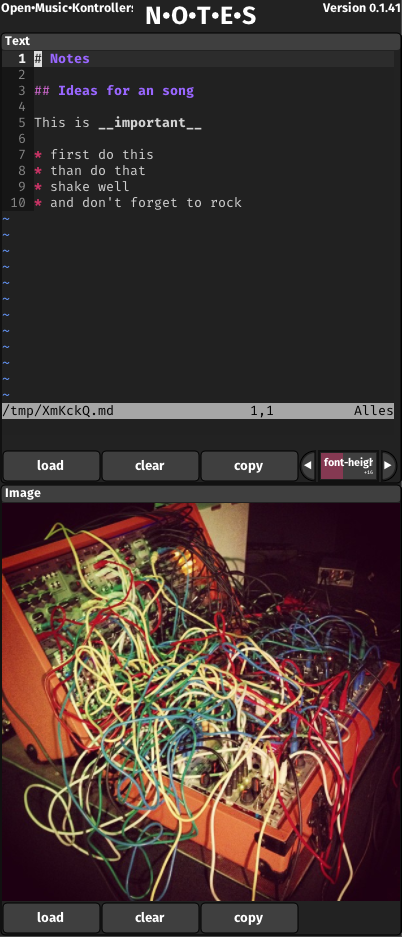 Open•Music•Kontrollers N•O•T•E•S Version 0.1.41
Text
1 # Notes
2
3 ## Ideas for an song
4
5 This is __important__
6
7 * first do this
8 * than do that
9 * shake well
10 * and don't forget to rock
~
~
~
~
~
~
~
~
~
~
~
~
/tmp/XmKckQ.md 1,1 Alles
load clear copy ◀ font-heigh ▶
+16
Image
load clear copy